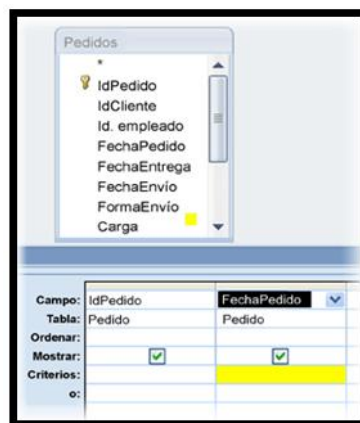 Pedidos
*
IdPedido
IdCliente
Id. empleado
FechaPedido
FechaEntrega
FechaEnvío
FormaEnvío
Carga
Campo: IdPedido FechaPedido
Tabla: Pedido Pedido
Ordenar:
Mostrar:
Criterios:
o: